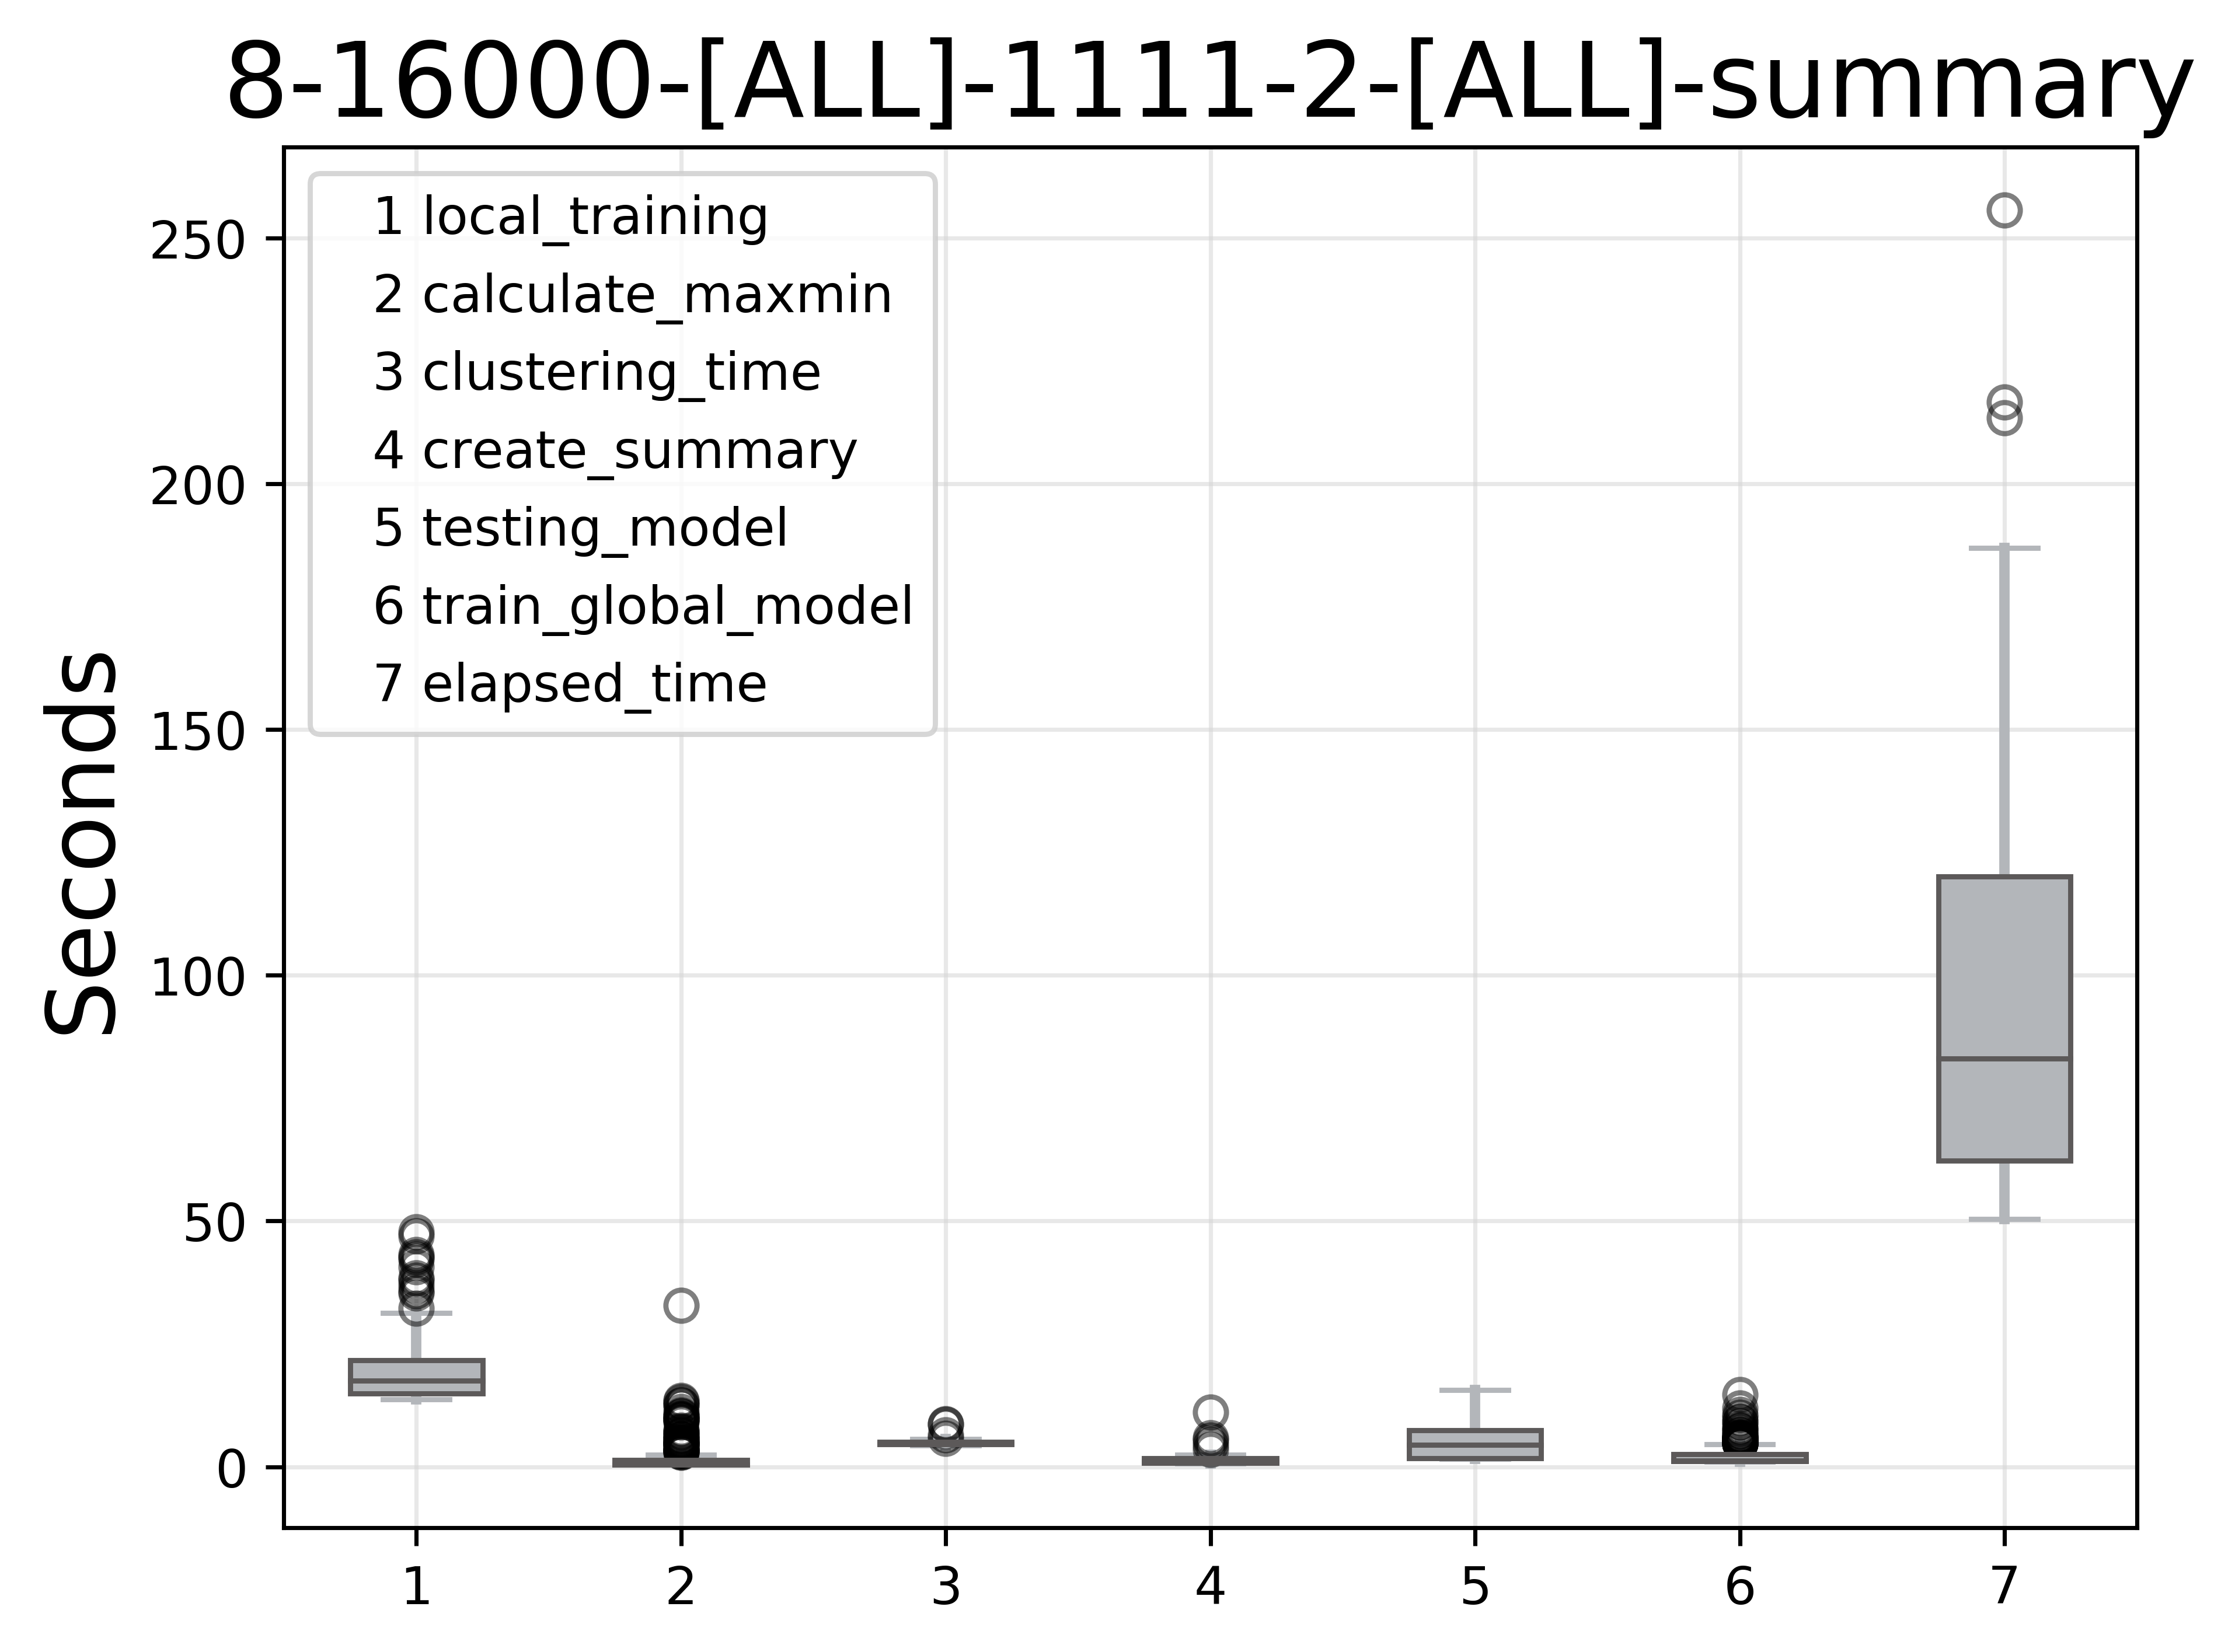 8-16000-[ALL]-1111-2-[ALL]-summary
1 local_training
2 calculate_maxmin
3 clustering_time
4 create_summary
5 testing_model
6 train_global_model
7 elapsed_time
Seconds
250
200
150
100
50
0
1 2 3 4 5 6 7